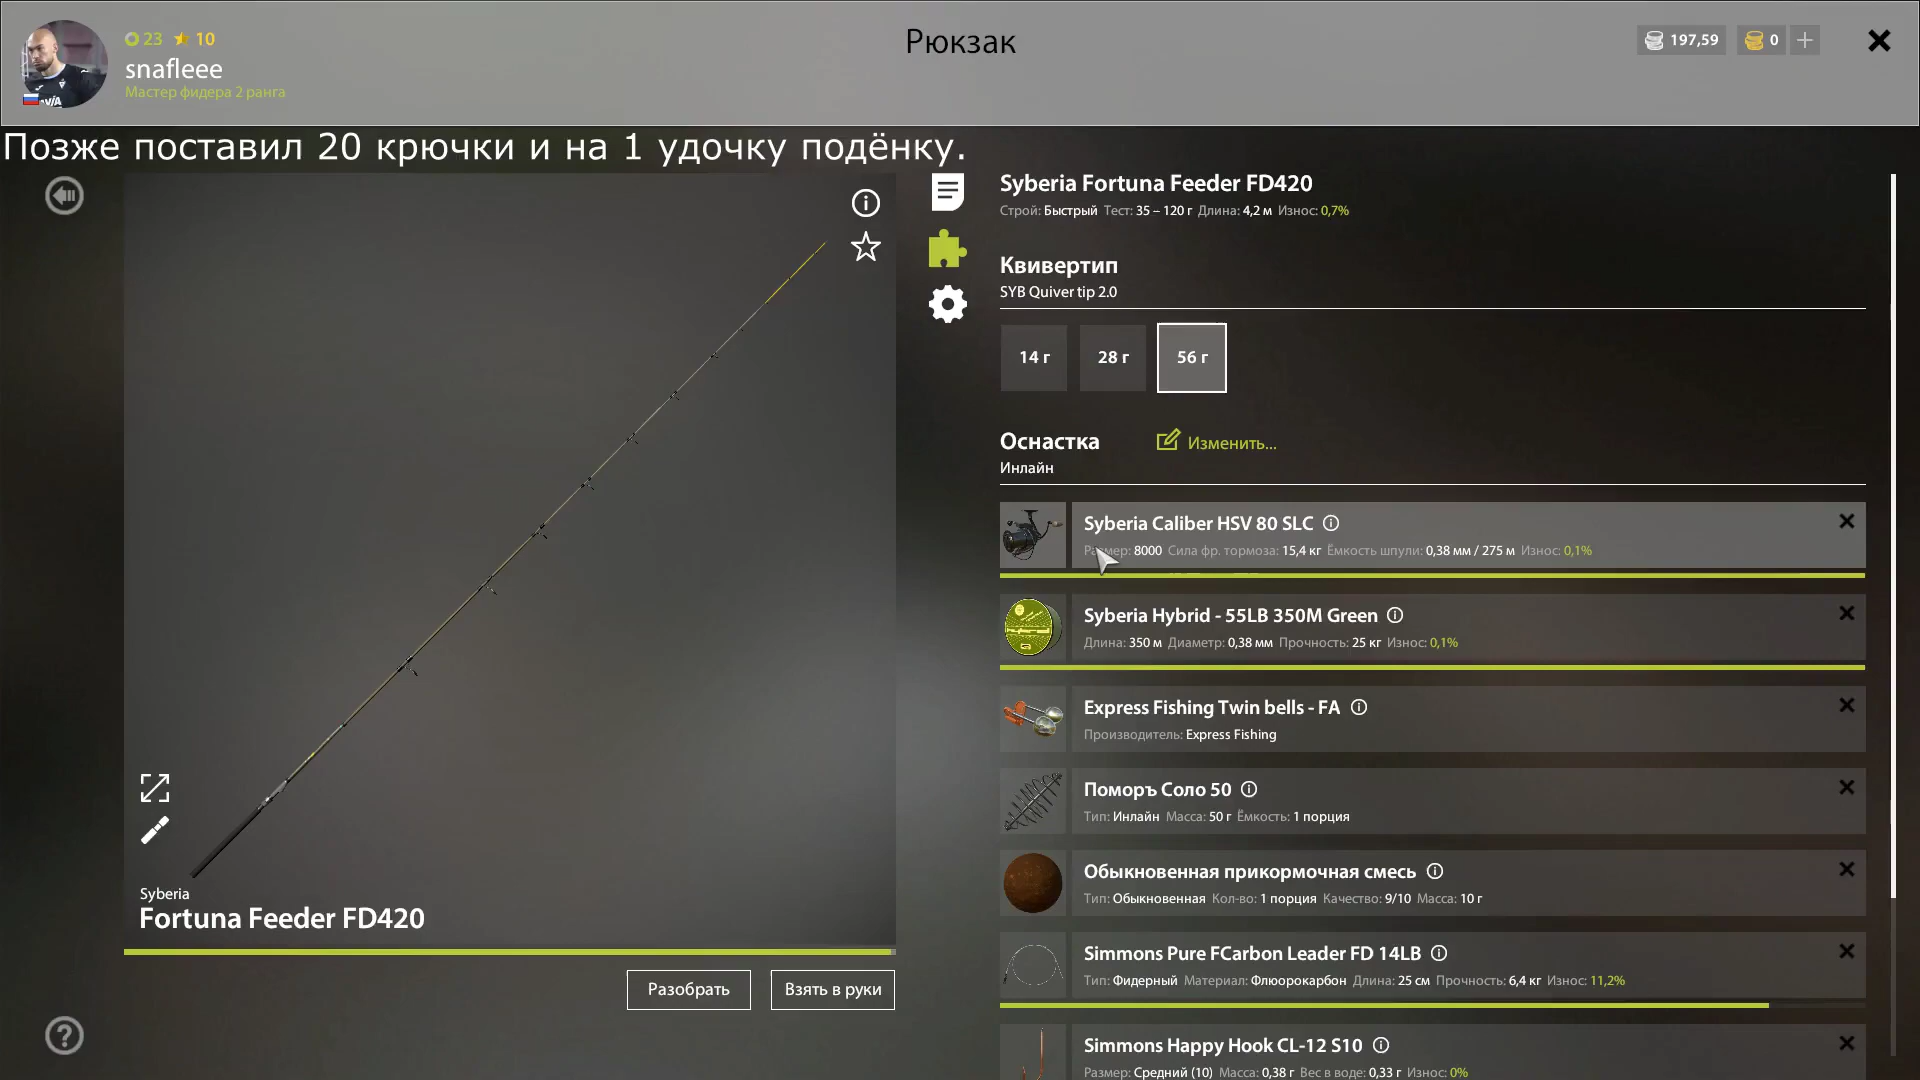 23 10
snafleee
Мастер фидера 2 ранга
Рюкзак
197,59 0
Позже поставил 20 крючки и на 1 удочку подёнку.
Syberia
Fortuna Feeder FD420
Разобрать Взять в руки
Syberia Fortuna Feeder FD420
Строй: Быстрый Тест: 35 – 120 г Длина: 4,2 м Износ: 0,7%
Квивертип
SYB Quiver tip 2.0
14 г 28 г 56 г
Оснастка Изменить...
Инлайн
Syberia Caliber HSV 80 SLC
Размер: 8000 Сила фр. тормоза: 15,4 кг Ёмкость шпули: 0,38 мм / 275 м Износ: 0,1%
Syberia Hybrid - 55LB 350M Green
Длина: 350 м Диаметр: 0,38 мм Прочность: 25 кг Износ: 0,1%
Express Fishing Twin bells - FA
Производитель: Express Fishing
Поморъ Соло 50
Тип: Инлайн Масса: 50 г Ёмкость: 1 порция
Обыкновенная прикормочная смесь
Тип: Обыкновенная Кол-во: 1 порция Качество: 9/10 Масса: 10 г
Simmons Pure FCarbon Leader FD 14LB
Тип: Фидерный Материал: Флюорокарбон Длина: 25 см Прочность: 6,4 кг Износ: 11,2%
Simmons Happy Hook CL-12 S10
Размер: Средний (10) Масса: 0,38 г Вес в воде: 0,33 г Износ: 0%